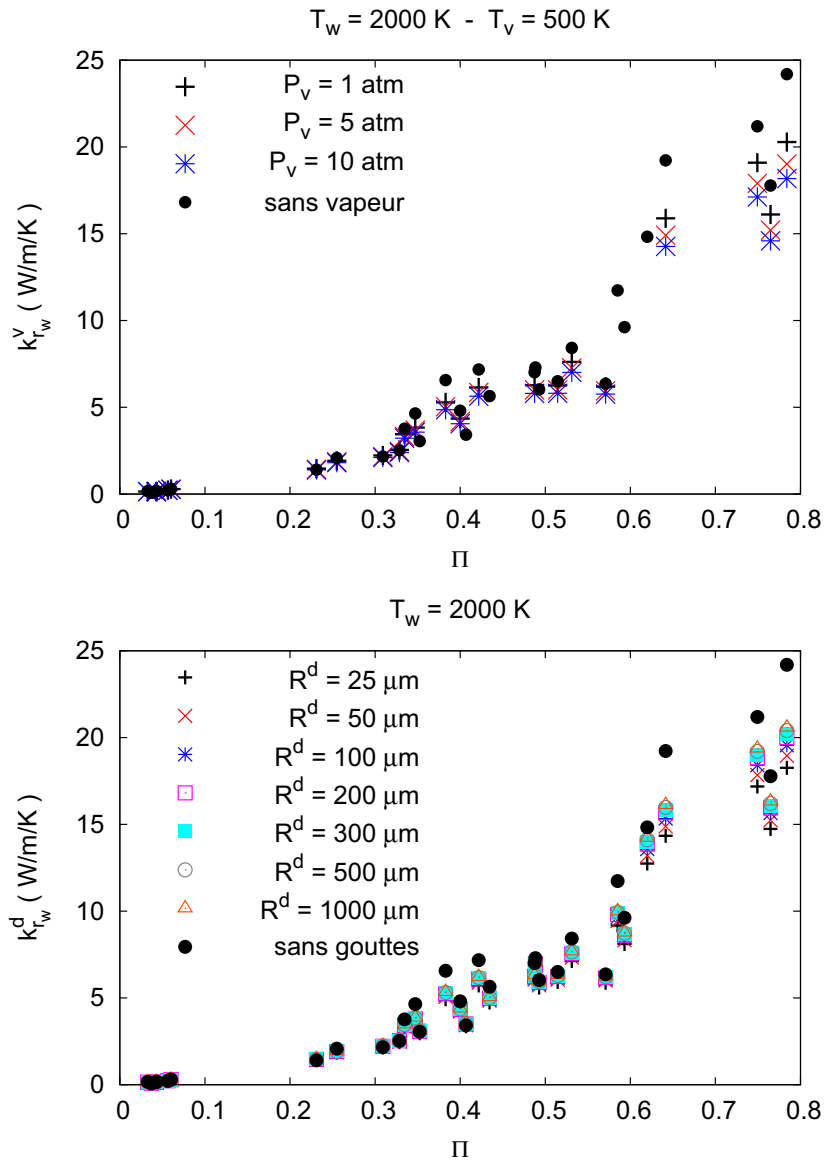 T_w = 2000 K - T_v = 500 K
25
20
15
10
5
0
k^v_{r_w} ( W/m/K )
P_v = 1 atm
P_v = 5 atm
P_v = 10 atm
sans vapeur
0 0.1 0.2 0.3 0.4 0.5 0.6 0.7 0.8
Π
T_w = 2000 K
25
20
15
10
5
0
k^d_{r_w} ( W/m/K )
R^d = 25 μm
R^d = 50 μm
R^d = 100 μm
R^d = 200 μm
R^d = 300 μm
R^d = 500 μm
R^d = 1000 μm
sans gouttes
0 0.1 0.2 0.3 0.4 0.5 0.6 0.7 0.8
Π